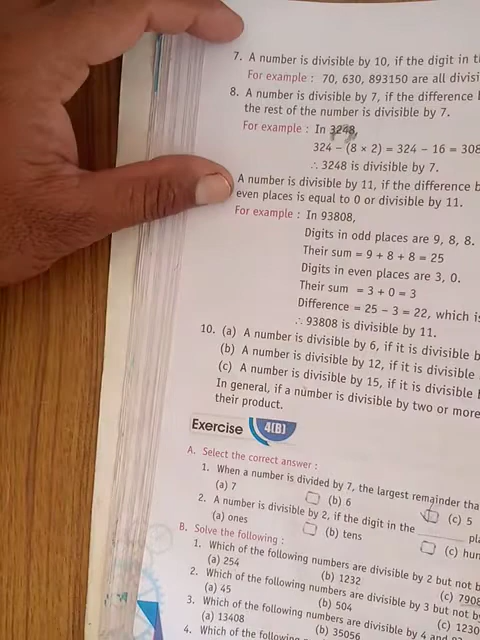 7. A number is divisible by 10, if the digit in
For example : 70, 630, 893150 are all
8. A number is divisible by 7, if the difference
the rest of the number is divisible by 7.
For example : In 3248,
324 − (8 × 2) = 324 − 16 = 308
∴ 3248 is divisible by 7.
A number is divisible by 11, if the difference
even places is equal to 0 or divisible by 11.
For example : In 93808,
Digits in odd places are 9, 8, 8.
Their sum = 9 + 8 + 8 = 25
Digits in even places are 3, 0.
Their sum = 3 + 0 = 3
Difference = 25 − 3 = 22, which is
∴ 93808 is divisible by 11.
10. (a) A number is divisible by 6, if it is divisible
(b) A number is divisible by 12, if it is divisible
(c) A number is divisible by 15, if it is divisible
In general, if a number is divisible by two or more
their product.
Exercise 4(B)
A. Select the correct answer :
1. When a number is divided by 7, the largest remainder
(a) 7 (b) 6 (c) 5
2. A number is divisible by 2, if the digit in the ______
(a) ones (b) tens (c)
B. Solve the following :
1. Which of the following numbers are divisible by 2 but not
(a) 254 (b) 1232 (c)
2. Which of the following numbers are divisible by 3 but not
(a) 45 (b) 504 (c)
3. Which of the following numbers are divisible by 4 and
(a) 13408 (b) 35056 (c)
4. Which of the following